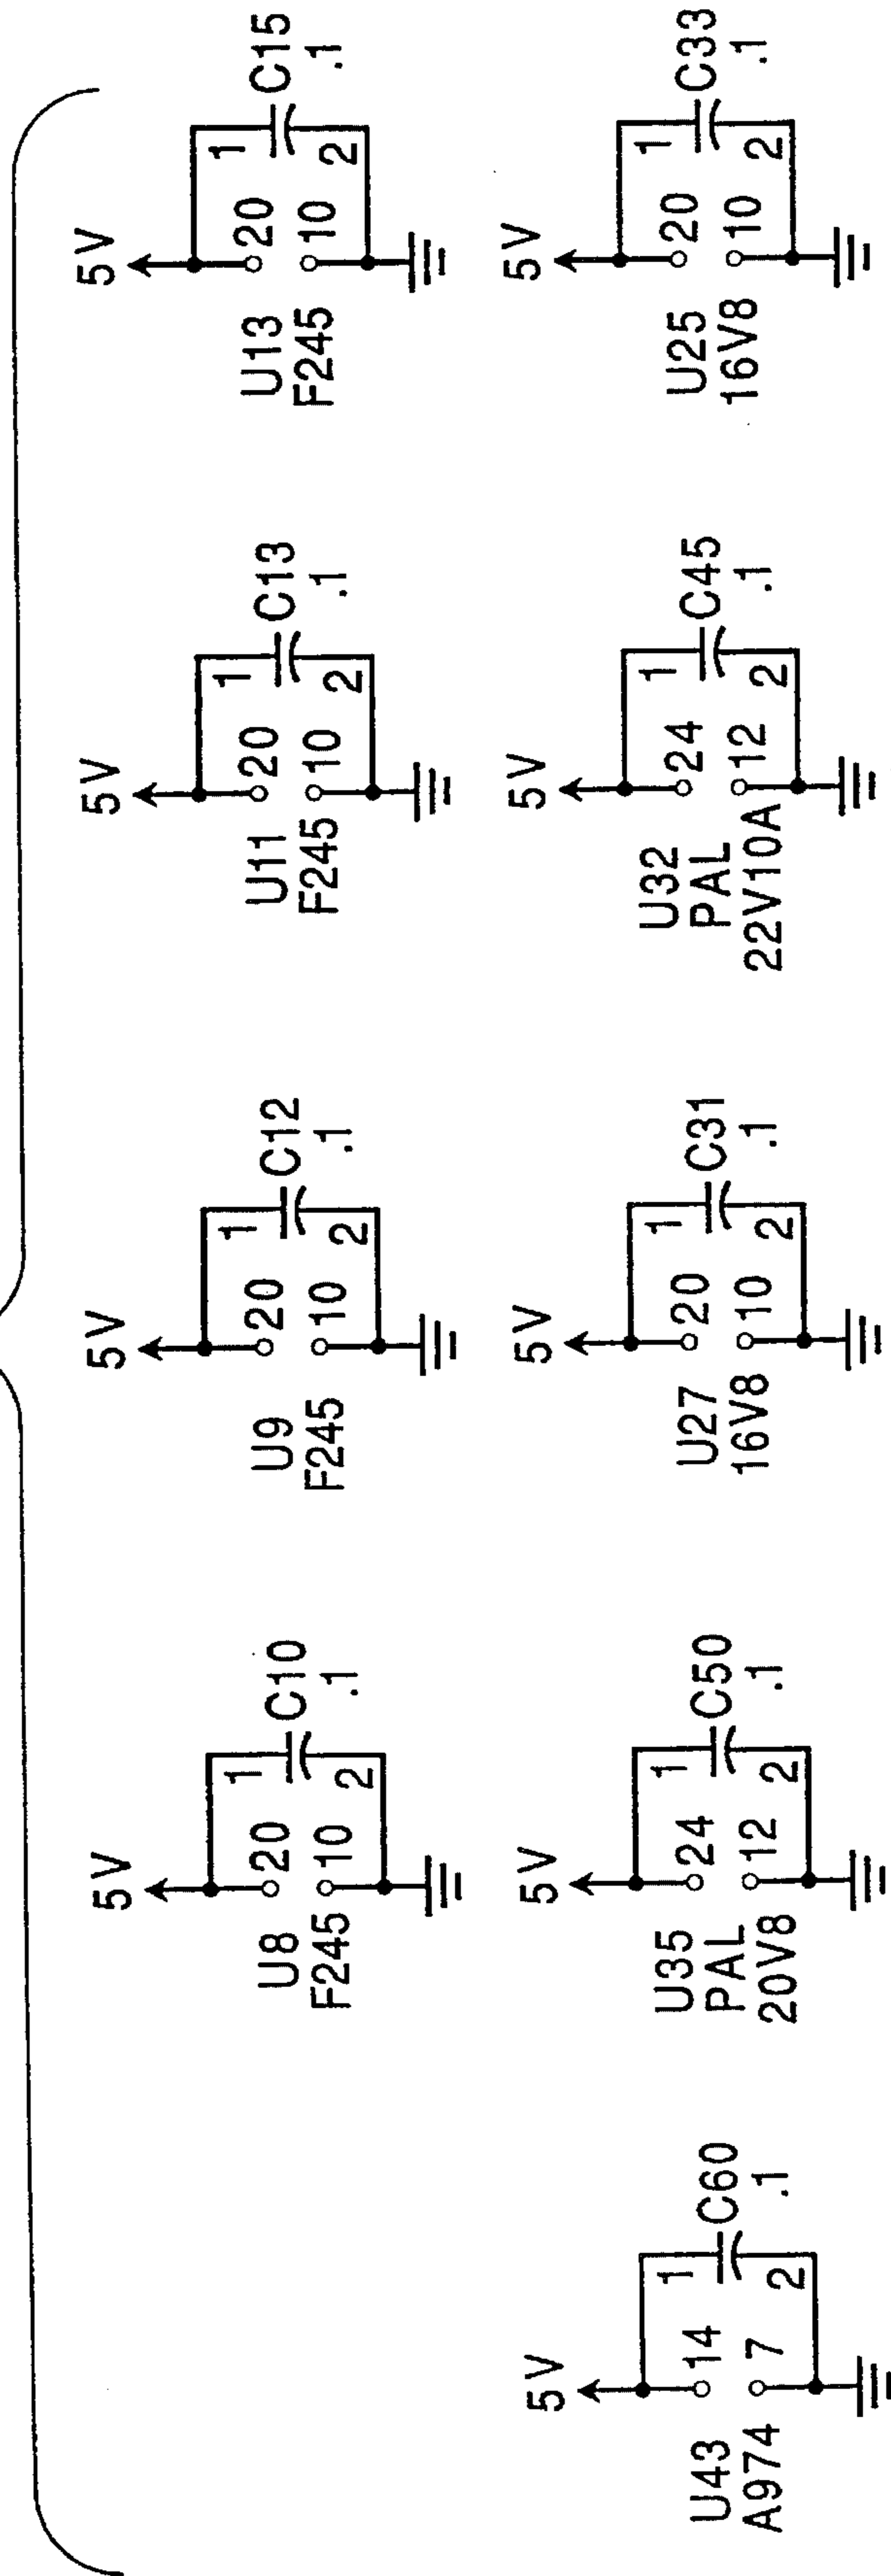 5V
U8
F245
20
10
1
2
C10
.1
5V
U9
F245
20
10
1
2
C12
.1
5V
U11
F245
20
10
1
2
C13
.1
5V
U13
F245
20
10
1
2
C15
.1
5V
U43
A974
14
7
1
2
C60
.1
5V
U35
PAL
20V8
24
12
1
2
C50
.1
5V
U27
16V8
20
10
1
2
C31
.1
5V
U32
PAL
22V10A
24
12
1
2
C45
.1
5V
U25
16V8
20
10
1
2
C33
.1